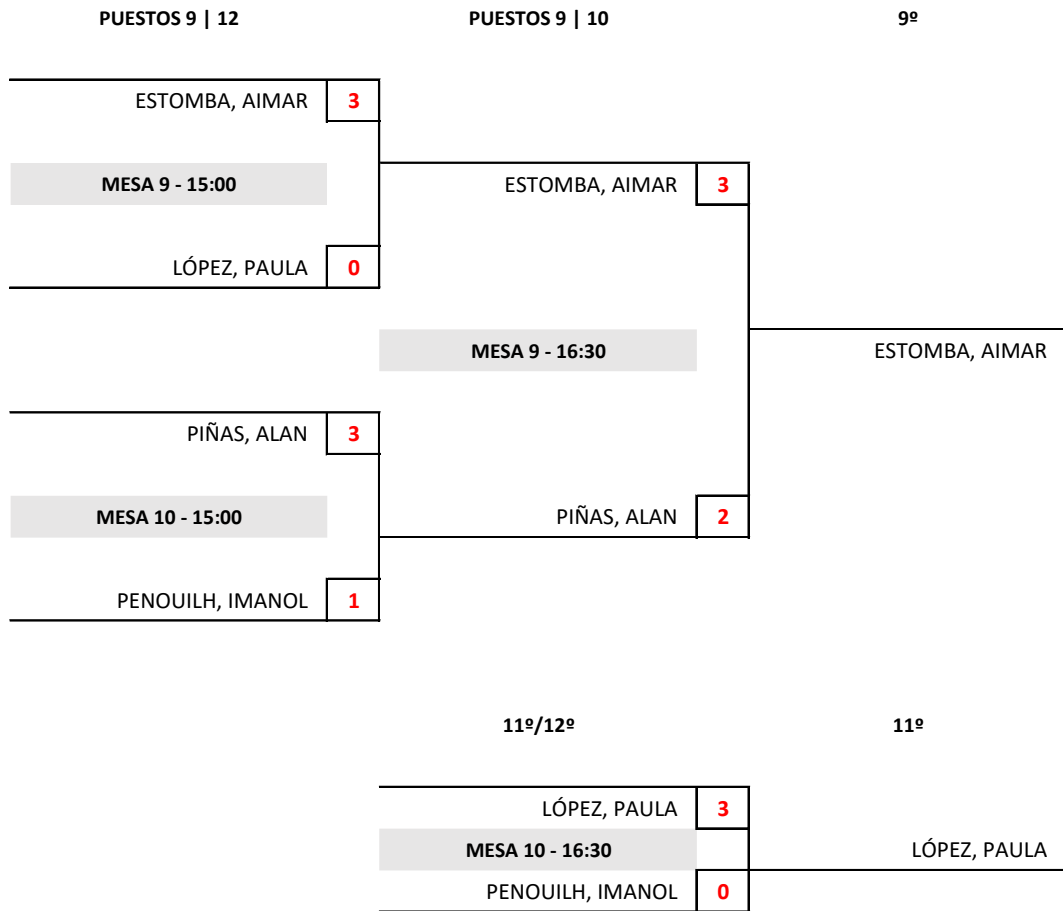 PUESTOS 9 | 12 PUESTOS 9 | 10 9º
ESTOMBA, AIMAR 3
MESA 9 - 15:00 ESTOMBA, AIMAR 3
LÓPEZ, PAULA 0
MESA 9 - 16:30 ESTOMBA, AIMAR
PIÑAS, ALAN 3
MESA 10 - 15:00 PIÑAS, ALAN 2
PENOUILH, IMANOL 1
11º/12º 11º
LÓPEZ, PAULA 3
MESA 10 - 16:30 LÓPEZ, PAULA
PENOUILH, IMANOL 0